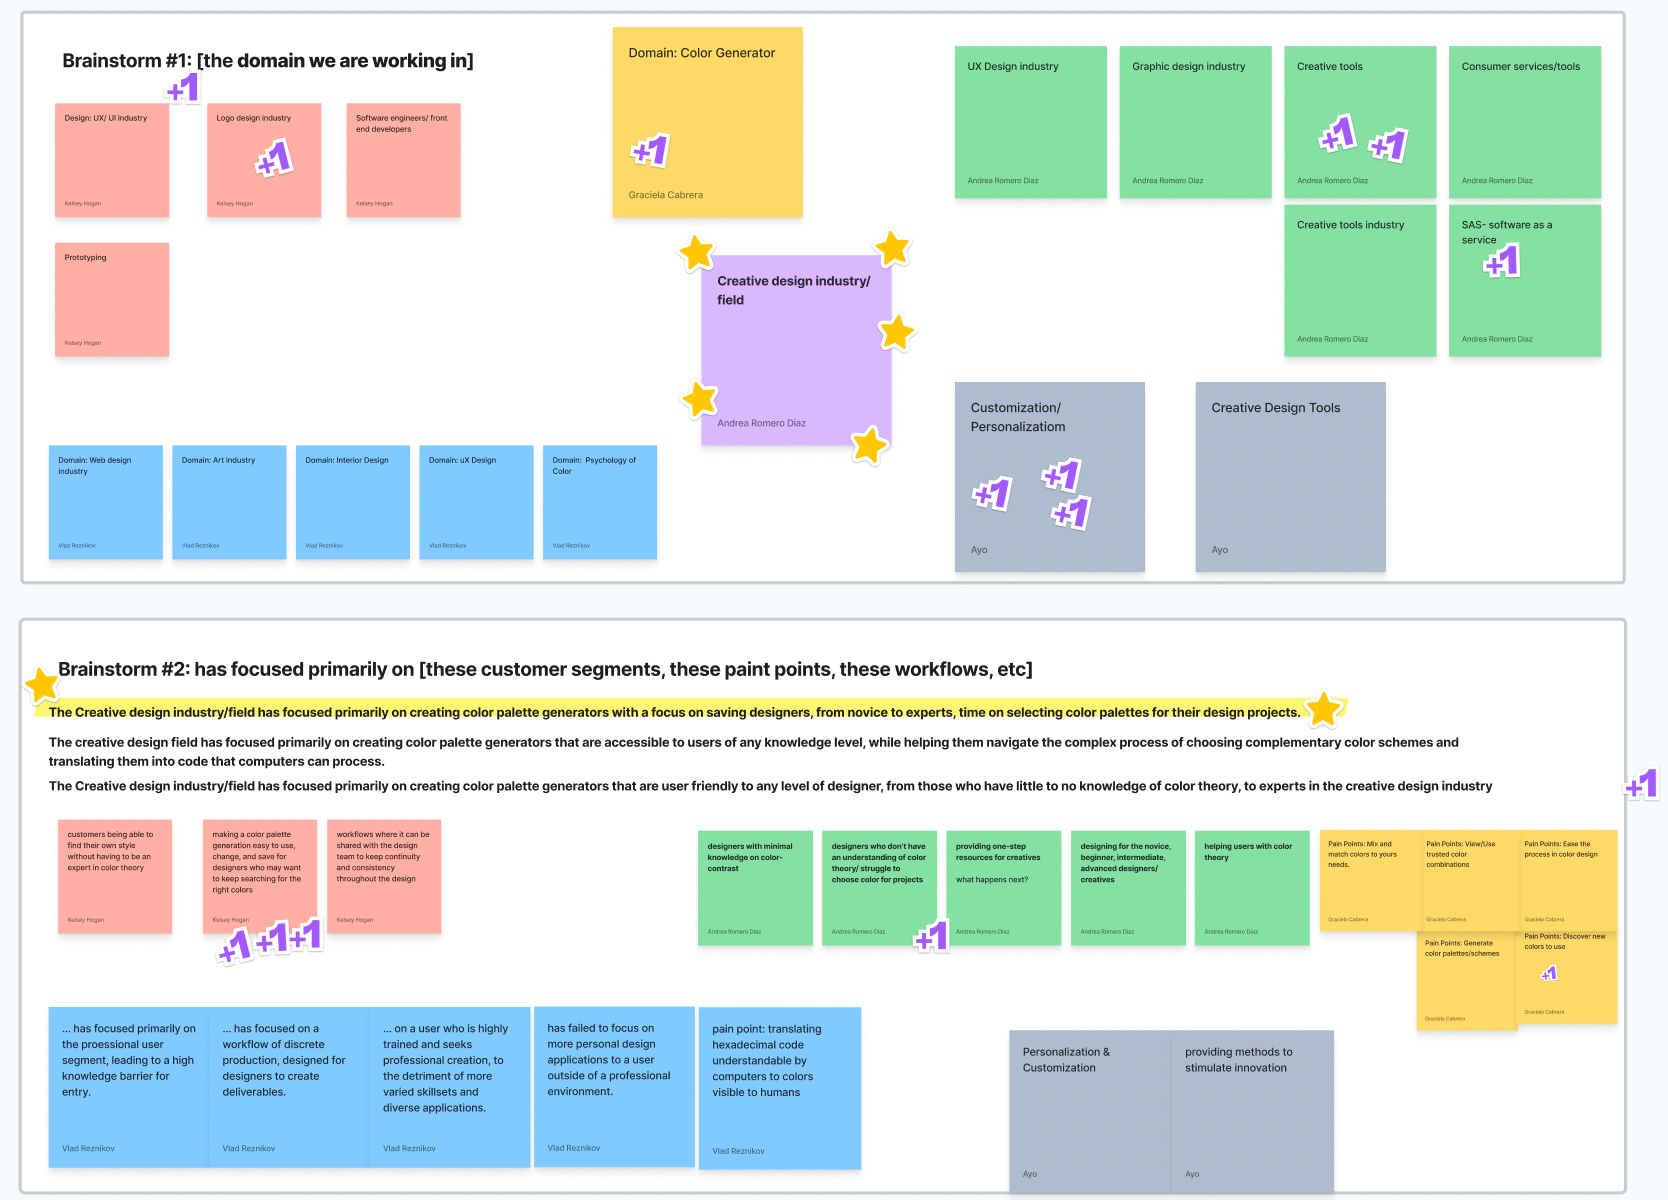 Brainstorm #1: [the domain we are working in]
+1
Design: UX/ UI industry
Kelsey Hogan
Logo design industry
+1
Kelsey Hogan
Software engineers/ front
end developers
Kelsey Hogan
Prototyping
Kelsey Hogan
Domain: Color Generator
+1
Graciela Cabrera
Creative design industry/
field
Andrea Romero Diaz
UX Design industry
Andrea Romero Diaz
Graphic design industry
Andrea Romero Diaz
Creative tools
+1
+1
Andrea Romero Diaz
Consumer services/tools
Andrea Romero Diaz
Creative tools industry
Andrea Romero Diaz
SAS- software as a
service
+1
Andrea Romero Diaz
Domain: Web design
industry
Vlad Reznikov
Domain: Art industry
Vlad Reznikov
Domain: Interior Design
Vlad Reznikov
Domain: uX Design
Vlad Reznikov
Domain: Psychology of
Color
Vlad Reznikov
Customization/
Personalizatiom
+1
+1
+1
Ayo
Creative Design Tools
Ayo
Brainstorm #2: has focused primarily on [these customer segments, these paint points, these workflows, etc]
The Creative design industry/field has focused primarily on creating color palette generators with a focus on saving designers, from novice to experts, time on selecting color palettes for their design projects.
The creative design field has focused primarily on creating color palette generators that are accessible to users of any knowledge level, while helping them navigate the complex process of choosing complementary color schemes and
translating them into code that computers can process.
The Creative design industry/field has focused primarily on creating color palette generators that are user friendly to any level of designer, from those who have little to no knowledge of color theory, to experts in the creative design industry
+1
customers being able to
find their own style
without having to be an
expert in color theory
Kelsey Hogan
making a color palette
generation easy to use,
change, and save for
designers who may want
to keep searching for the
right colors
Kelsey Hogan
+1
+1
+1
workflows where it can be
shared with the design
team to keep continuity
and consistency
throughout the design
Kelsey Hogan
designers with minimal
knowledge on color-
contrast
Andrea Romero Diaz
designers who don't have
an understanding of color
theory/ struggle to
choose color for projects
Andrea Romero Diaz
+1
providing one-step
resources for creatives
what happens next?
Andrea Romero Diaz
designing for the novice,
beginner, intermediate,
advanced designers/
creatives
Andrea Romero Diaz
helping users with color
theory
Andrea Romero Diaz
Pain Points: Mix and
match colors to yours
needs.
Graciela Cabrera
Pain Points: View/Use
trusted color
combinations
Graciela Cabrera
Pain Points: Ease the
process in color design
Graciela Cabrera
Pain Points: Generate
color palettes/schemes
Graciela Cabrera
Pain Points: Discover new
colors to use
+1
Graciela Cabrera
... has focused primarily on
the proessional user
segment, leading to a high
knowledge barrier for
entry.
Vlad Reznikov
... has focused on a
workflow of discrete
production, designed for
designers to create
deliverables.
Vlad Reznikov
... on a user who is highly
trained and seeks
professional creation, to
the detriment of more
varied skillsets and
diverse applications.
Vlad Reznikov
has failed to focus on
more personal design
applications to a user
outside of a professional
environment.
Vlad Reznikov
pain point: translating
hexadecimal code
understandable by
computers to colors
visible to humans
Vlad Reznikov
Personalization &
Customization
Ayo
providing methods to
stimulate innovation
Ayo